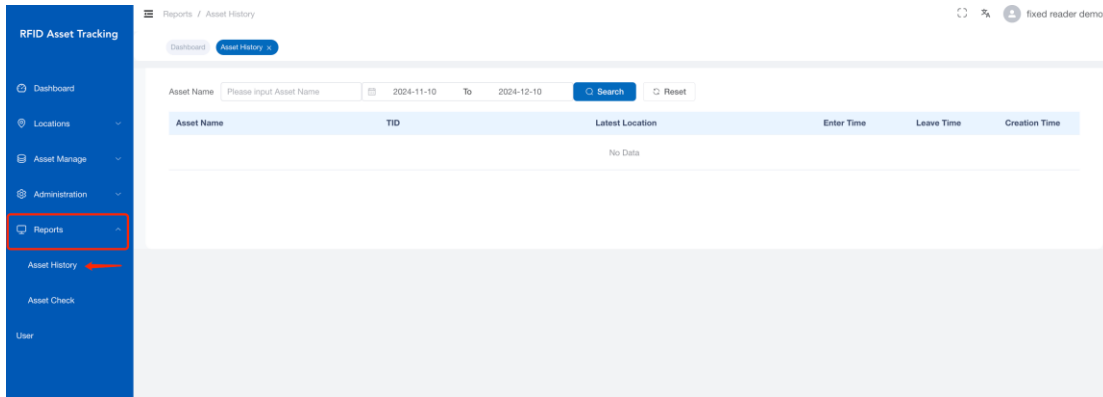 RFID Asset Tracking
Dashboard
Locations
Asset Manage
Administration
Reports
Asset History
Asset Check
User
Reports / Asset History
fixed reader demo
Dashboard
Asset History x
Asset Name Please input Asset Name 2024-11-10 To 2024-12-10 Search Reset
Asset Name TID Latest Location Enter Time Leave Time Creation Time
No Data